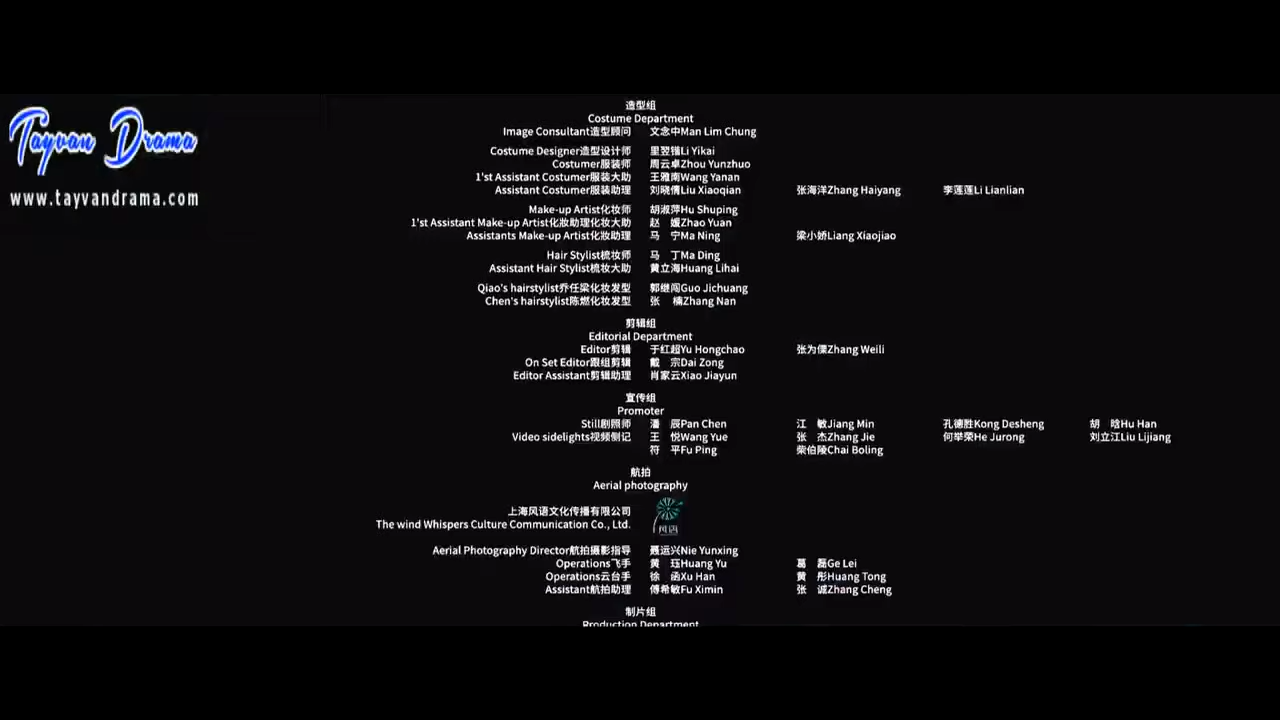 Tayvan Drama
www.tayvandrama.com
造型组
Costume Department
Image Consultant造型顾问 文念中Man Lim Chung
Costume Designer造型设计师 里翌锴Li Yikai
Costumer服装师 周云卓Zhou Yunzhuo
1'st Assistant Costumer服装大助 王雅南Wang Yanan
Assistant Costumer服装助理 刘晓倩Liu Xiaoqian 张海洋Zhang Haiyang 李莲莲Li Lianlian
Make-up Artist化妆师 胡淑萍Hu Shuping
1'st Assistant Make-up Artist化妝助理化妆大助 赵 媛Zhao Yuan
Assistants Make-up Artist化妝助理 马 宁Ma Ning 梁小娇Liang Xiaojiao
Hair Stylist梳妆师 马 丁Ma Ding
Assistant Hair Stylist梳妆大助 黄立海Huang Lihai
Qiao's hairstylist乔任梁化妆发型 郭继闯Guo Jichuang
Chen's hairstylist陈燃化妆发型 张 楠Zhang Nan
剪辑组
Editorial Department
Editor剪辑 于红超Yu Hongchao 张为Zhang Weili
On Set Editor跟组剪辑 戴 宗Dai Zong
Editor Assistant剪辑助理 肖家云Xiao Jiayun
宣传组
Promoter
Still剧照师 潘 辰Pan Chen 江 敏Jiang Min 孔德胜Kong Desheng 胡 晗Hu Han
Video sidelights视频侧记 王 悦Wang Yue 张 杰Zhang Jie 何举荣He Jurong 刘立江Liu Lijiang
符 平Fu Ping 柴伯陵Chai Boling
航拍
Aerial photography
上海风语文化传播有限公司
The wind Whispers Culture Communication Co., Ltd.
风语
Aerial Photography Director航拍摄影指导 聂运兴Nie Yunxing
Operations飞手 黄 珏Huang Yu 葛 磊Ge Lei
Operations云台手 徐 函Xu Han 黄 彤Huang Tong
Assistant航拍助理 傅希敏Fu Ximin 张 诚Zhang Cheng
制片组
Production Department